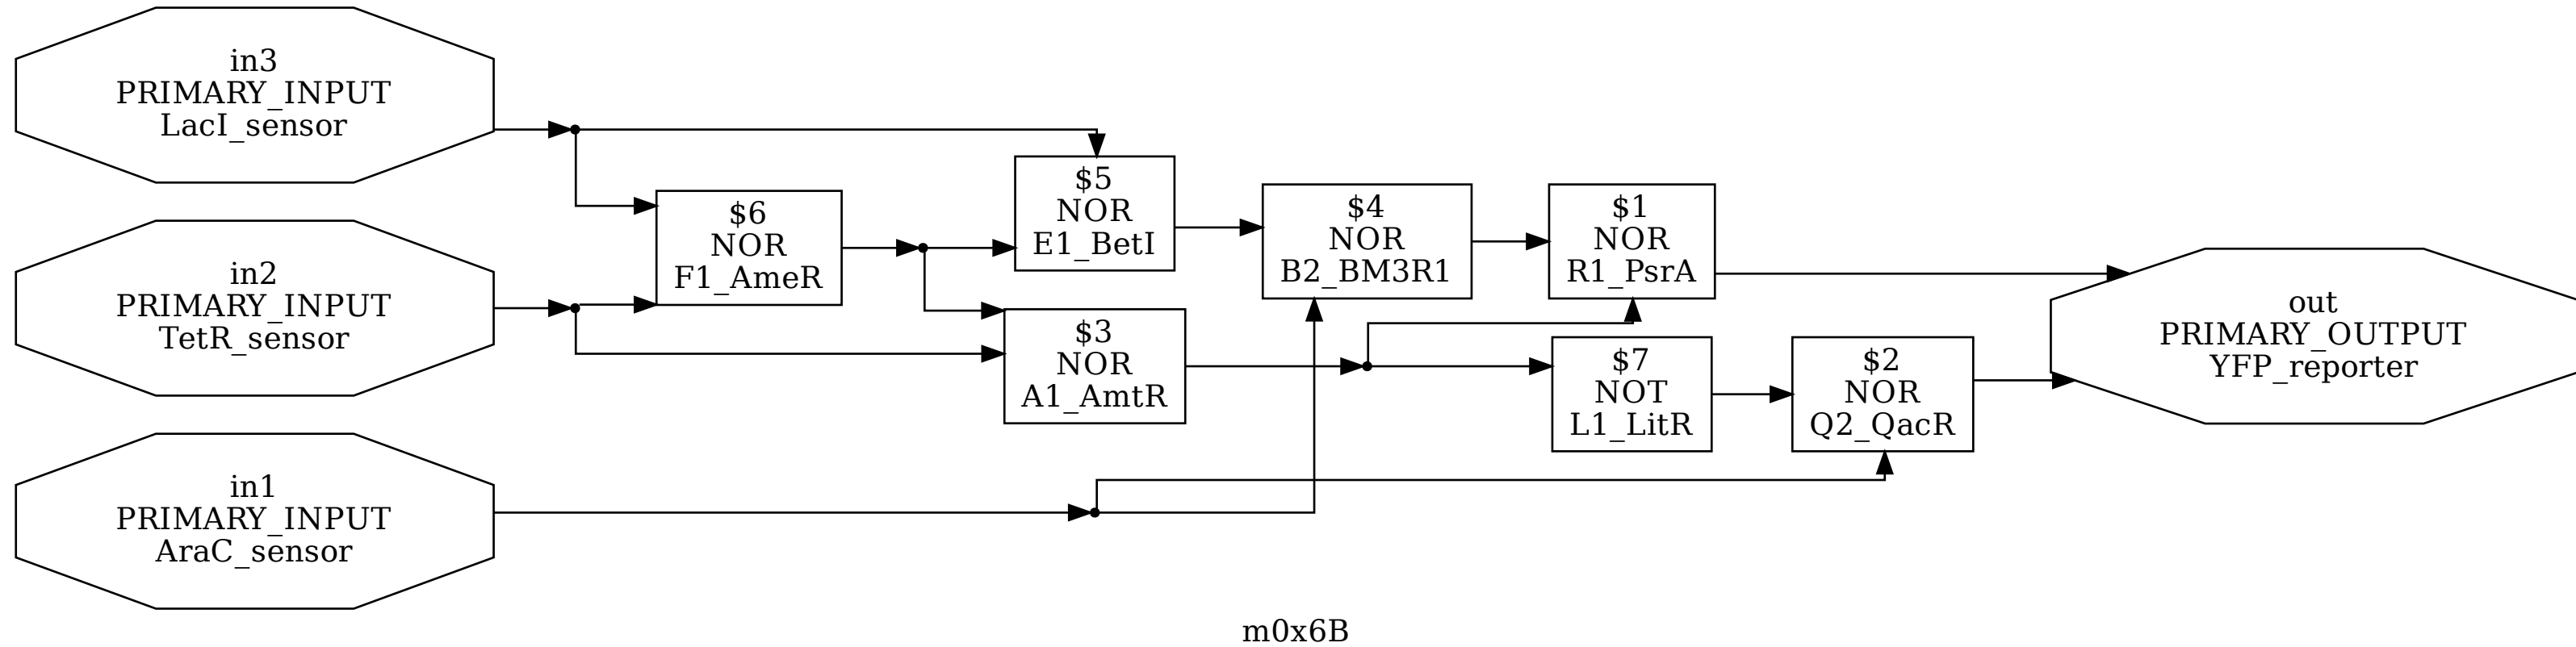 in3
PRIMARY_INPUT
LacI_sensor
in2
PRIMARY_INPUT
TetR_sensor
in1
PRIMARY_INPUT
AraC_sensor
$6
NOR
F1_AmeR
$5
NOR
E1_BetI
$3
NOR
A1_AmtR
$4
NOR
B2_BM3R1
$1
NOR
R1_PsrA
$7
NOT
L1_LitR
$2
NOR
Q2_QacR
out
PRIMARY_OUTPUT
YFP_reporter
m0x6B